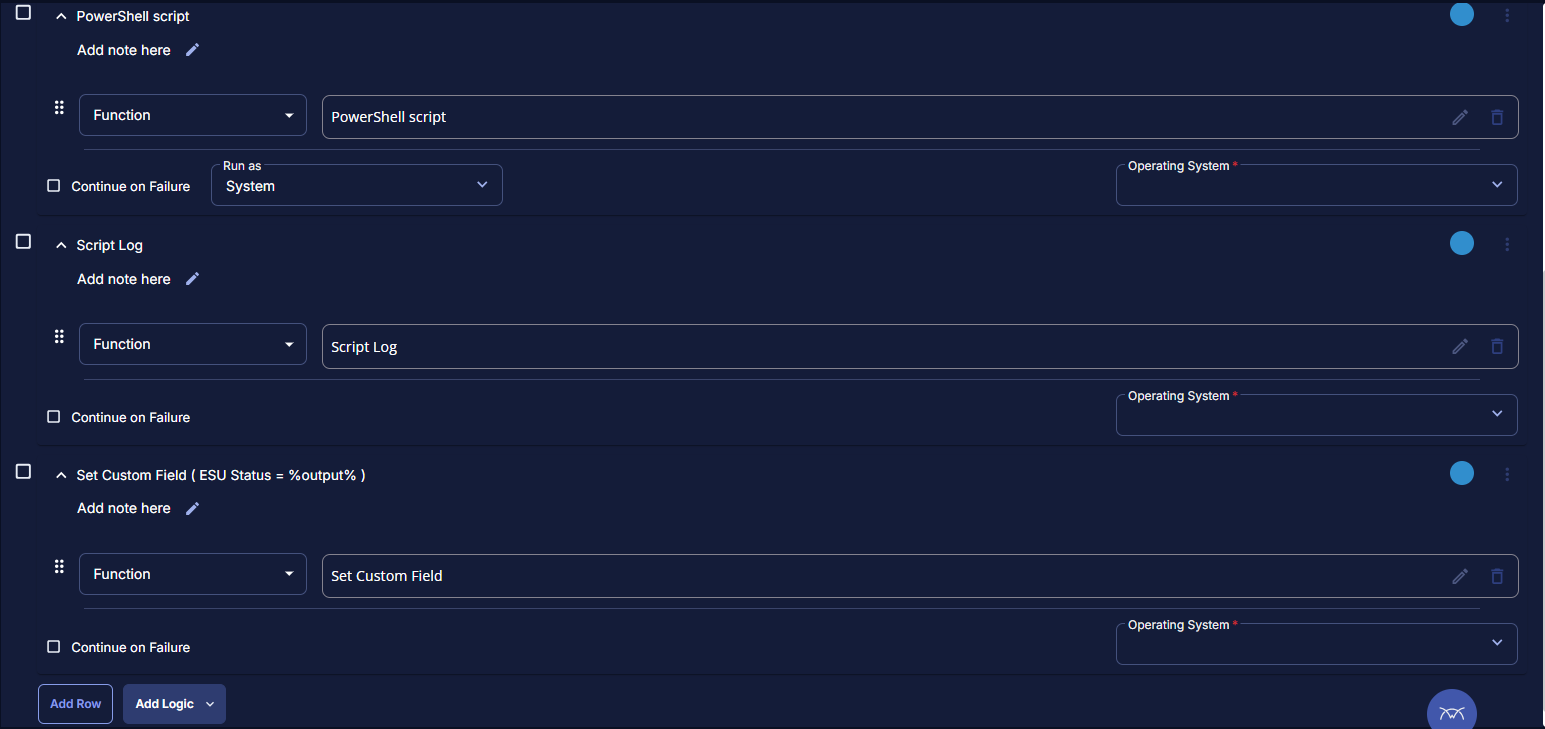 PowerShell script
Add note here
Function
PowerShell script
Continue on Failure
Run as
System
Operating System *
Script Log
Add note here
Function
Script Log
Continue on Failure
Operating System *
Set Custom Field ( ESU Status = %output% )
Add note here
Function
Set Custom Field
Continue on Failure
Operating System *
Add Row
Add Logic